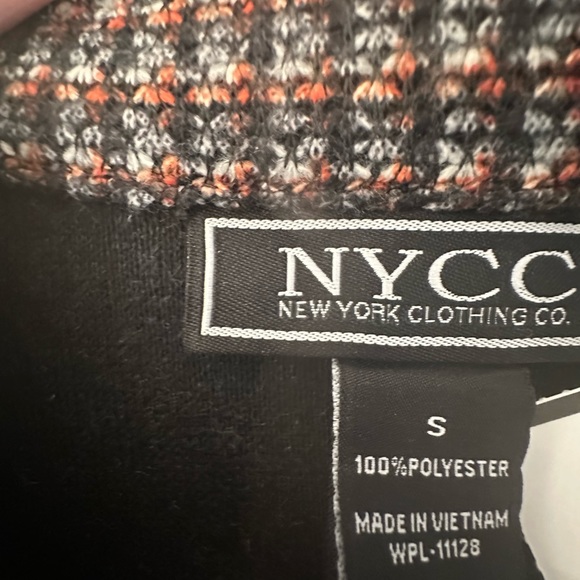 NYCC
NEW YORK CLOTHING CO.
S
100%POLYESTER
MADE IN VIETNAM
WPL-11128